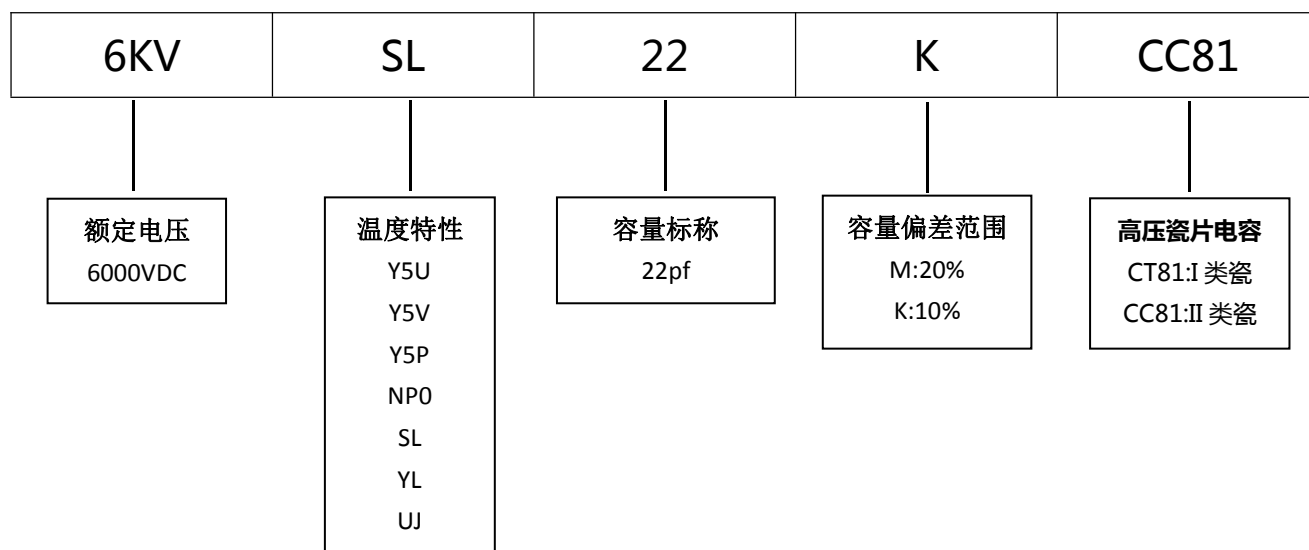 6KV SL 22 K CC81
额定电压
6000VDC
温度特性
Y5U
Y5V
Y5P
NP0
SL
YL
UJ
容量标称
22pf
容量偏差范围
M:20%
K:10%
高压瓷片电容
CT81:I 类瓷
CC81:II 类瓷